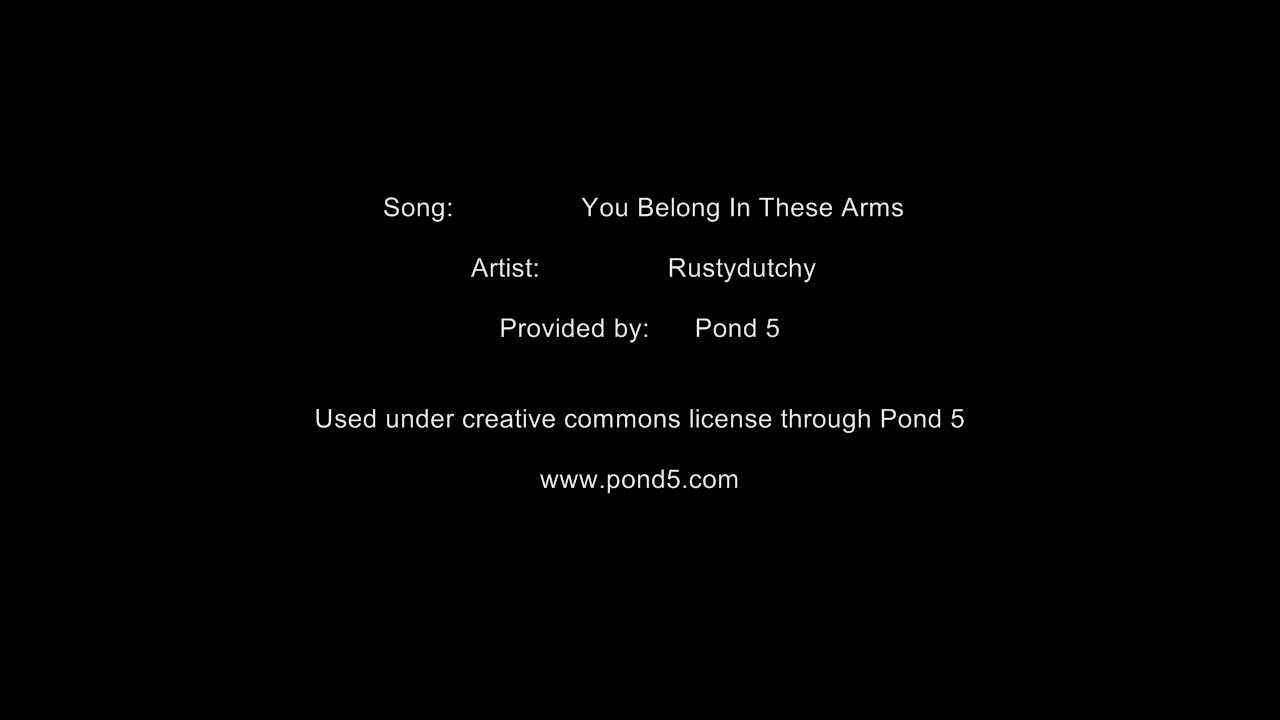 Song: You Belong In These Arms
Artist: Rustydutchy
Provided by: Pond 5
Used under creative commons license through Pond 5
www.pond5.com